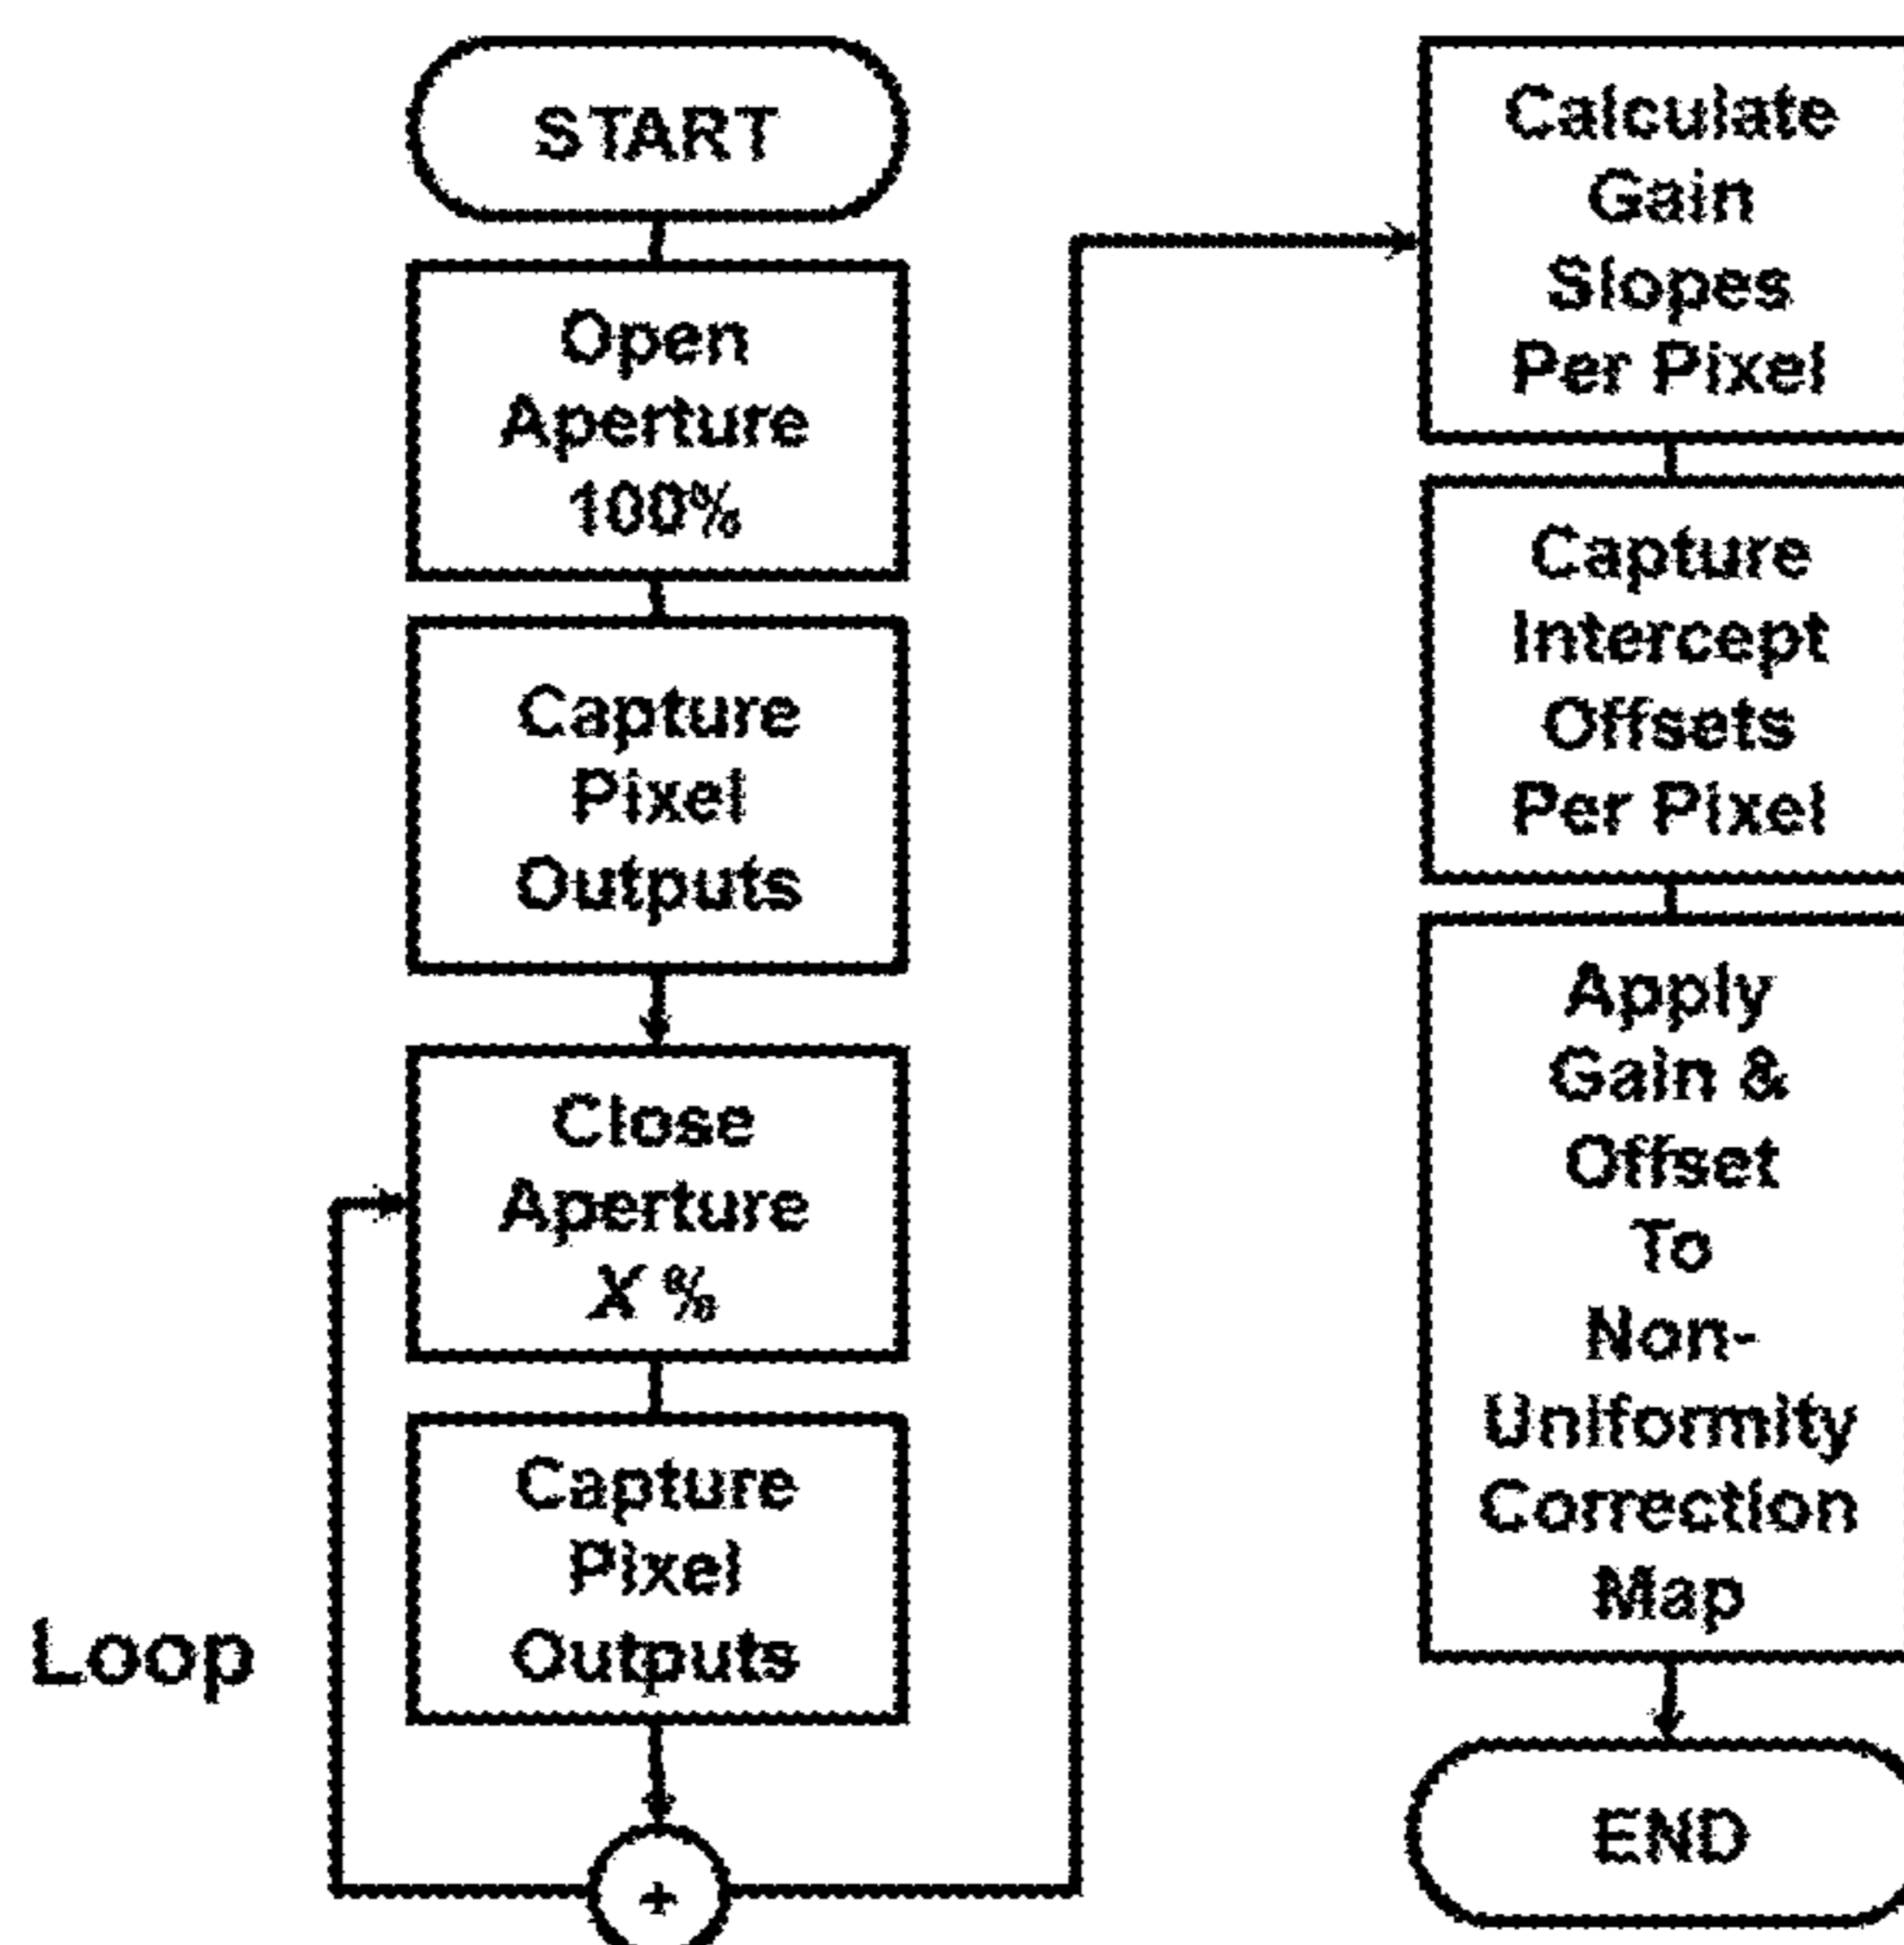 START
Open
Aperture
100%
Capture
Pixel
Outputs
Close
Aperture
X %
Capture
Pixel
Outputs
Loop
+
Calculate
Gain
Slopes
Per Pixel
Capture
Intercept
Offsets
Per Pixel
Apply
Gain &
Offset
To
Non-
Uniformity
Correction
Map
END